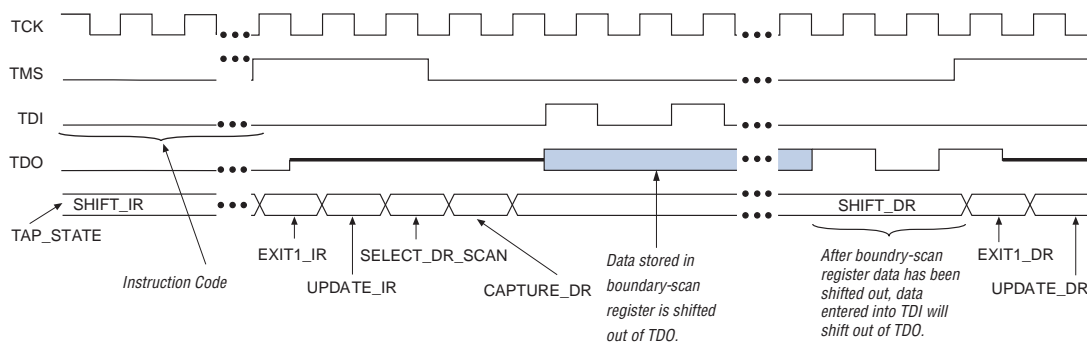 TCK
TMS
TDI
TDO
SHIFT_IR
SHIFT_DR
TAP_STATE
EXIT1_IR
SELECT_DR_SCAN
EXIT1_DR
Instruction Code
UPDATE_IR
CAPTURE_DR
UPDATE_DR
Data stored in
boundary-scan
register is shifted
out of TDO.
After boundry-scan
register data has been
shifted out, data
entered into TDI will
shift out of TDO.